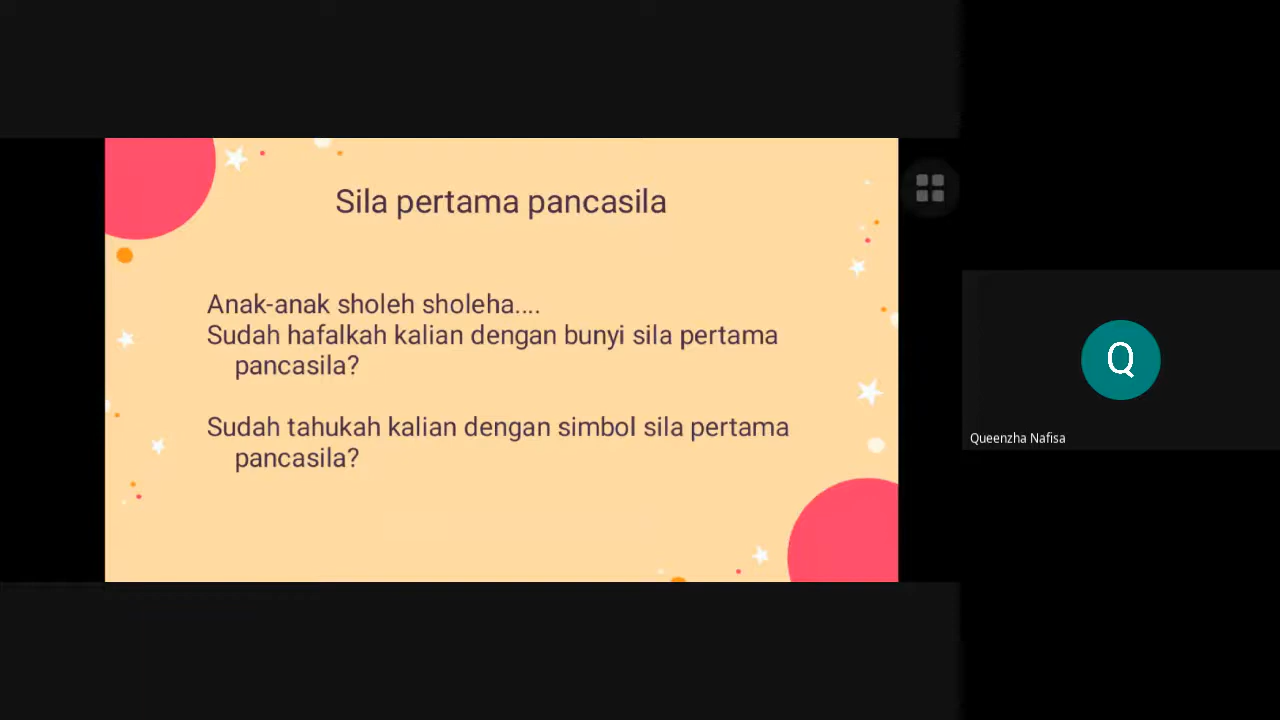 Sila pertama pancasila
Anak-anak sholeh sholeha....
Sudah hafalkah kalian dengan bunyi sila pertama
pancasila?
Sudah tahukah kalian dengan simbol sila pertama
pancasila?
Q
Queenzha Nafisa